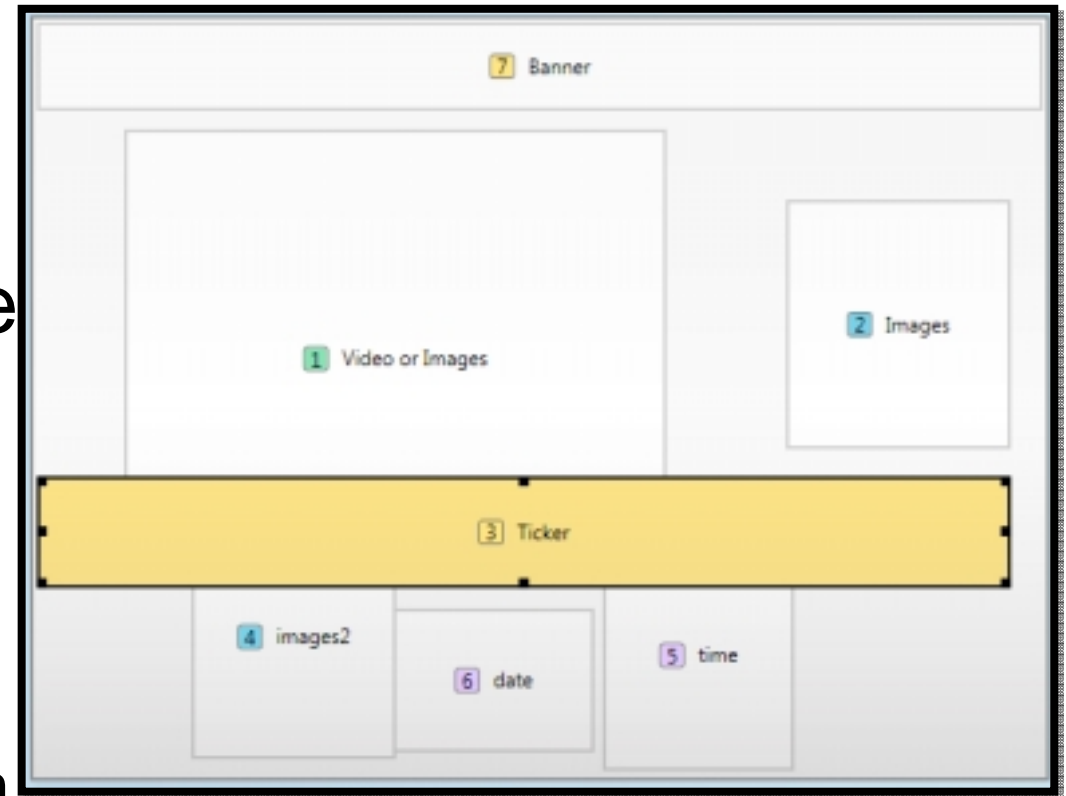 7 Banner
e
2 Images
1 Video or Images
3 Ticker
4 images2
5 time
6 date